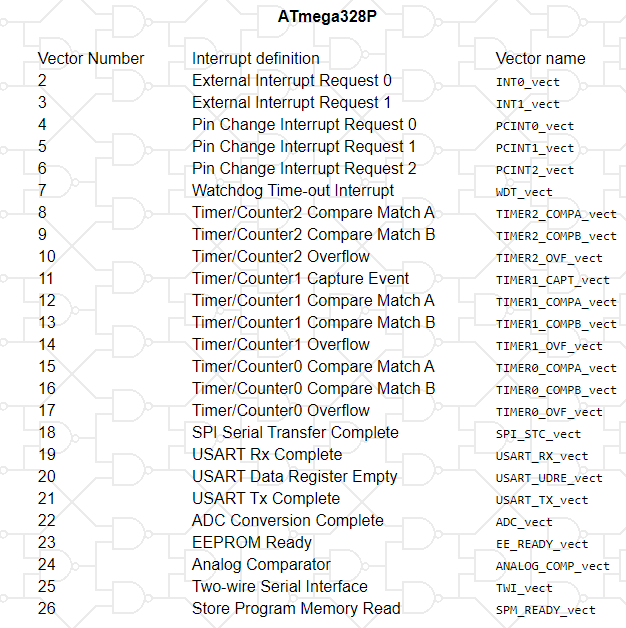 ATmega328P
Vector Number Interrupt definition Vector name
2 External Interrupt Request 0 INT0_vect
3 External Interrupt Request 1 INT1_vect
4 Pin Change Interrupt Request 0 PCINT0_vect
5 Pin Change Interrupt Request 1 PCINT1_vect
6 Pin Change Interrupt Request 2 PCINT2_vect
7 Watchdog Time-out Interrupt WDT_vect
8 Timer/Counter2 Compare Match A TIMER2_COMPA_vect
9 Timer/Counter2 Compare Match B TIMER2_COMPB_vect
10 Timer/Counter2 Overflow TIMER2_OVF_vect
11 Timer/Counter1 Capture Event TIMER1_CAPT_vect
12 Timer/Counter1 Compare Match A TIMER1_COMPA_vect
13 Timer/Counter1 Compare Match B TIMER1_COMPB_vect
14 Timer/Counter1 Overflow TIMER1_OVF_vect
15 Timer/Counter0 Compare Match A TIMER0_COMPA_vect
16 Timer/Counter0 Compare Match B TIMER0_COMPB_vect
17 Timer/Counter0 Overflow TIMER0_OVF_vect
18 SPI Serial Transfer Complete SPI_STC_vect
19 USART Rx Complete USART_RX_vect
20 USART Data Register Empty USART_UDRE_vect
21 USART Tx Complete USART_TX_vect
22 ADC Conversion Complete ADC_vect
23 EEPROM Ready EE_READY_vect
24 Analog Comparator ANALOG_COMP_vect
25 Two-wire Serial Interface TWI_vect
26 Store Program Memory Read SPM_READY_vect